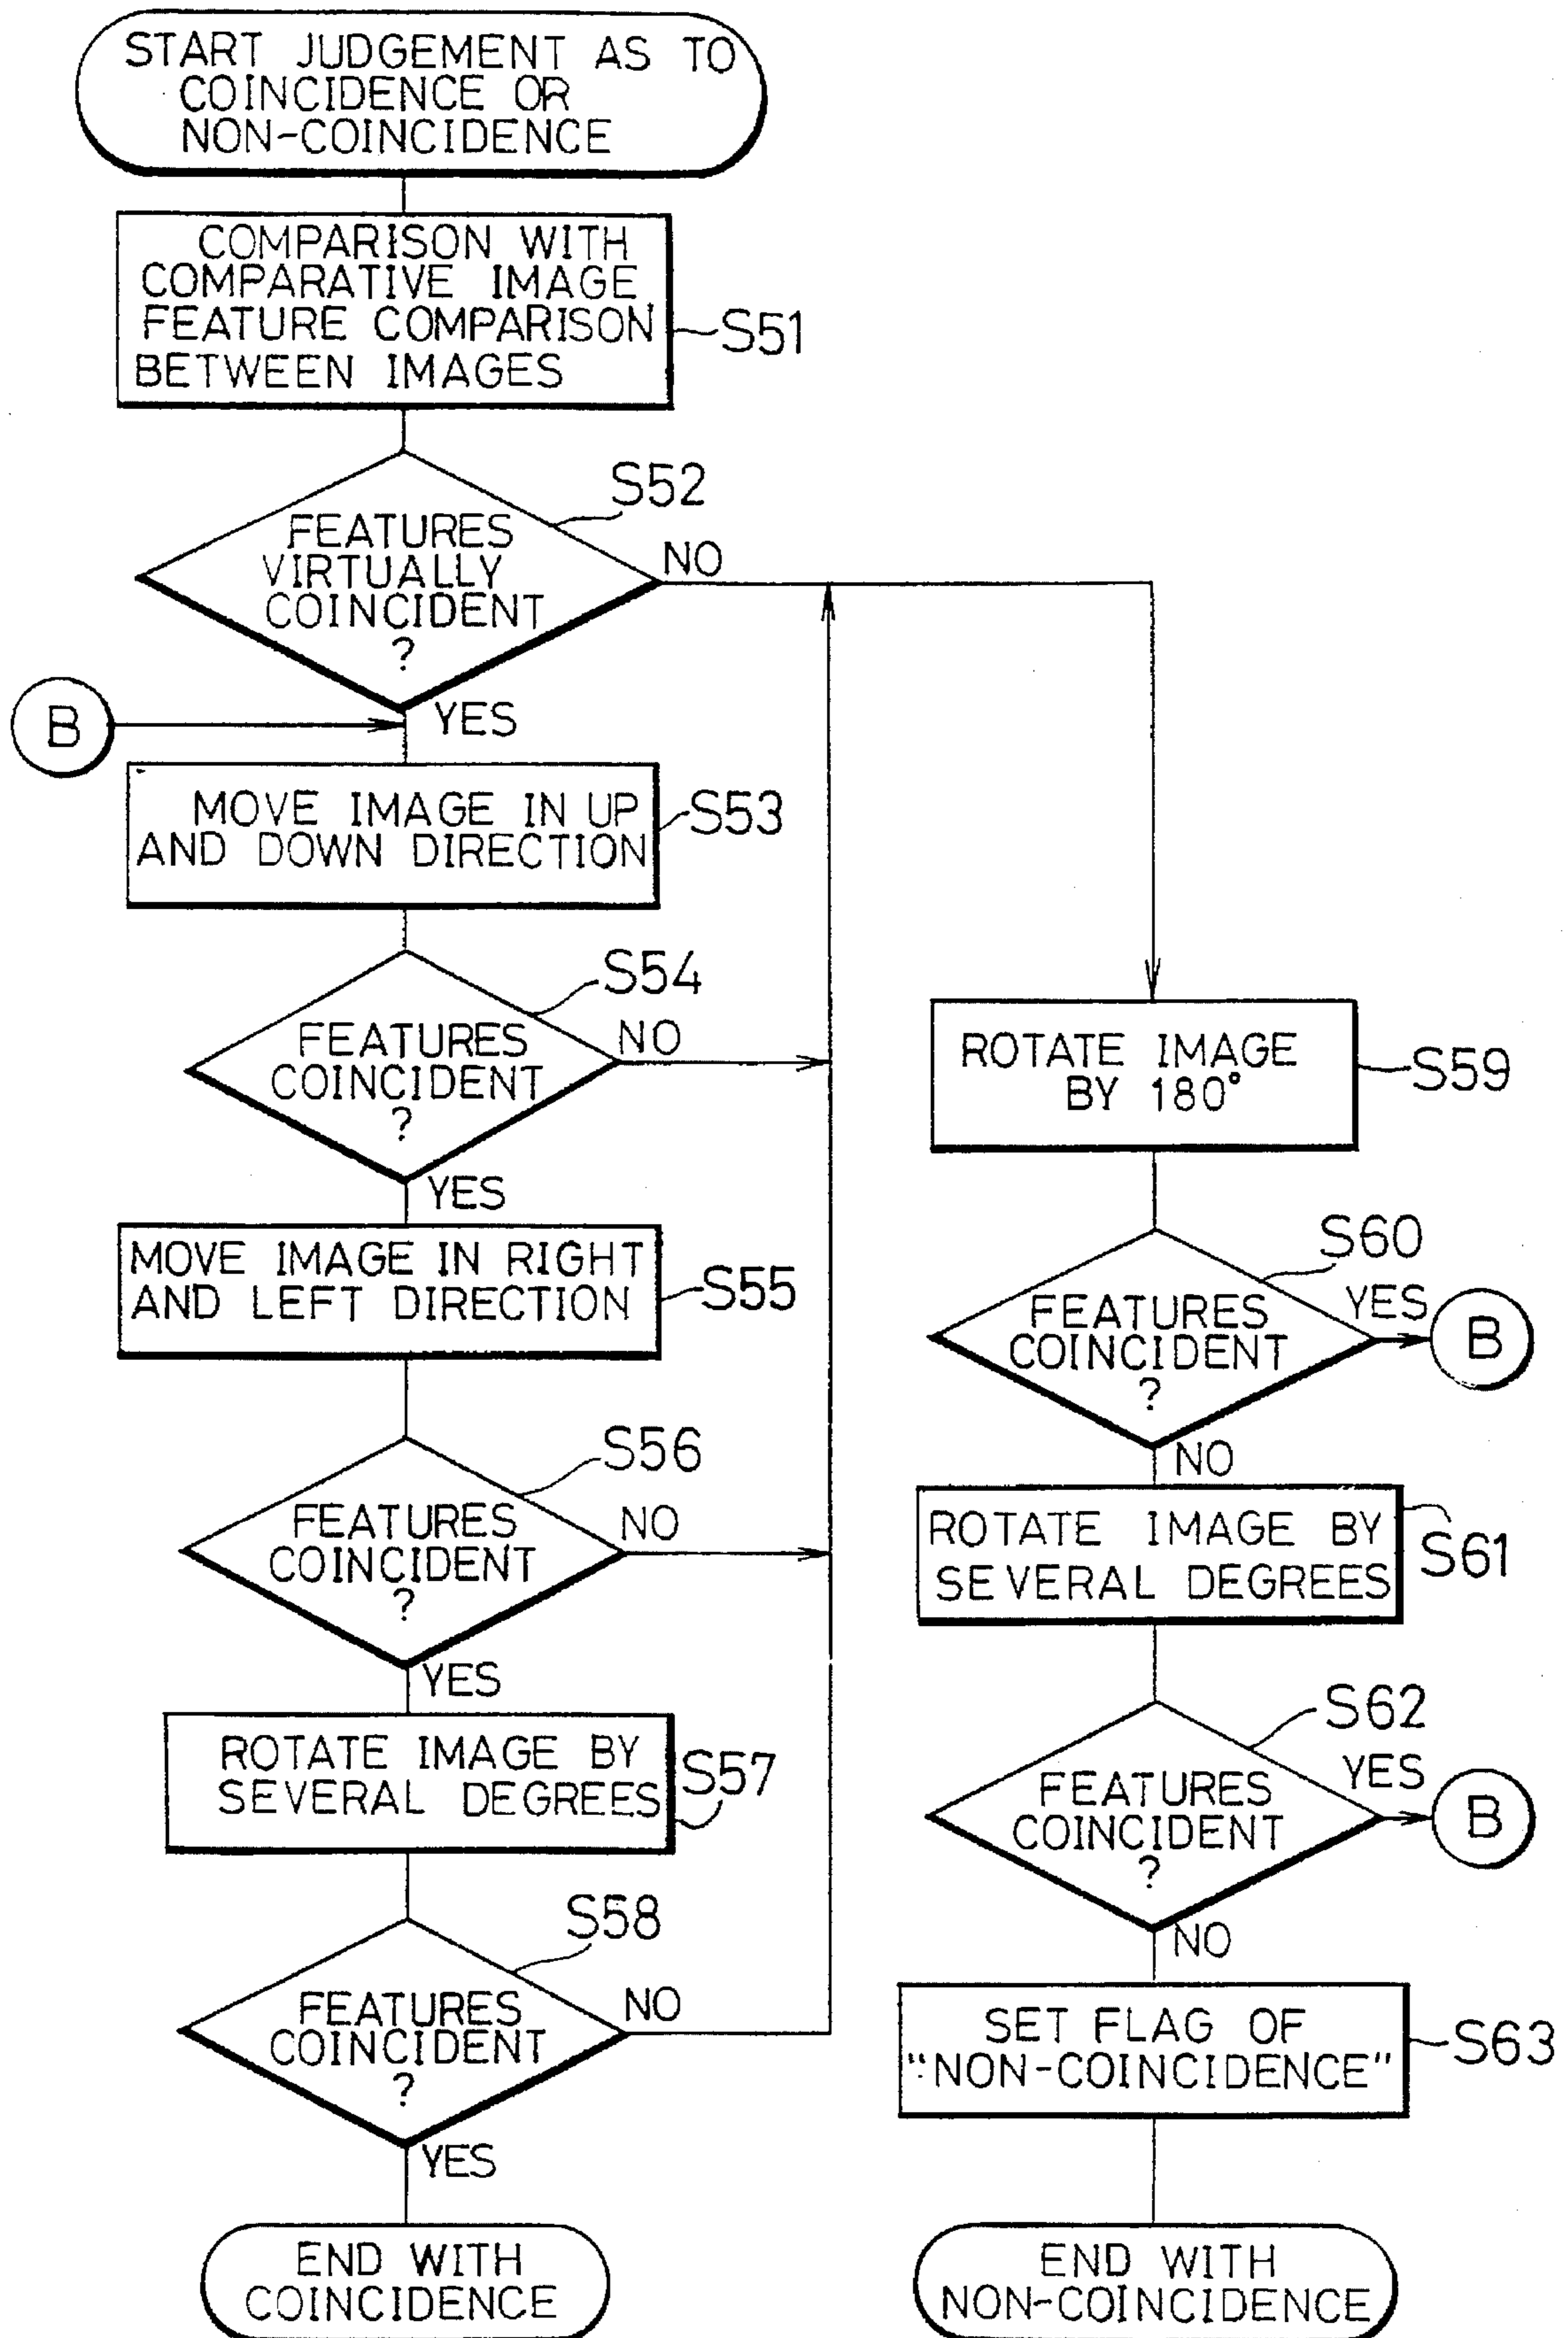 START JUDGEMENT AS TO
COINCIDENCE OR
NON-COINCIDENCE
COMPARISON WITH
COMPARATIVE IMAGE
FEATURE COMPARISON
BETWEEN IMAGES
S51
S52
FEATURES
VIRTUALLY
COINCIDENT
?
NO
YES
B
MOVE IMAGE IN UP
AND DOWN DIRECTION
S53
S54
FEATURES
COINCIDENT
?
NO
YES
MOVE IMAGE IN RIGHT
AND LEFT DIRECTION
S55
S56
FEATURES
COINCIDENT
?
NO
YES
ROTATE IMAGE BY
SEVERAL DEGREES
S57
S58
FEATURES
COINCIDENT
?
NO
YES
END WITH
COINCIDENCE
ROTATE IMAGE
BY 180°
S59
S60
FEATURES
COINCIDENT
?
YES
B
NO
ROTATE IMAGE BY
SEVERAL DEGREES
S61
S62
FEATURES
COINCIDENT
?
YES
B
NO
SET FLAG OF
"NON-COINCIDENCE"
S63
END WITH
NON-COINCIDENCE